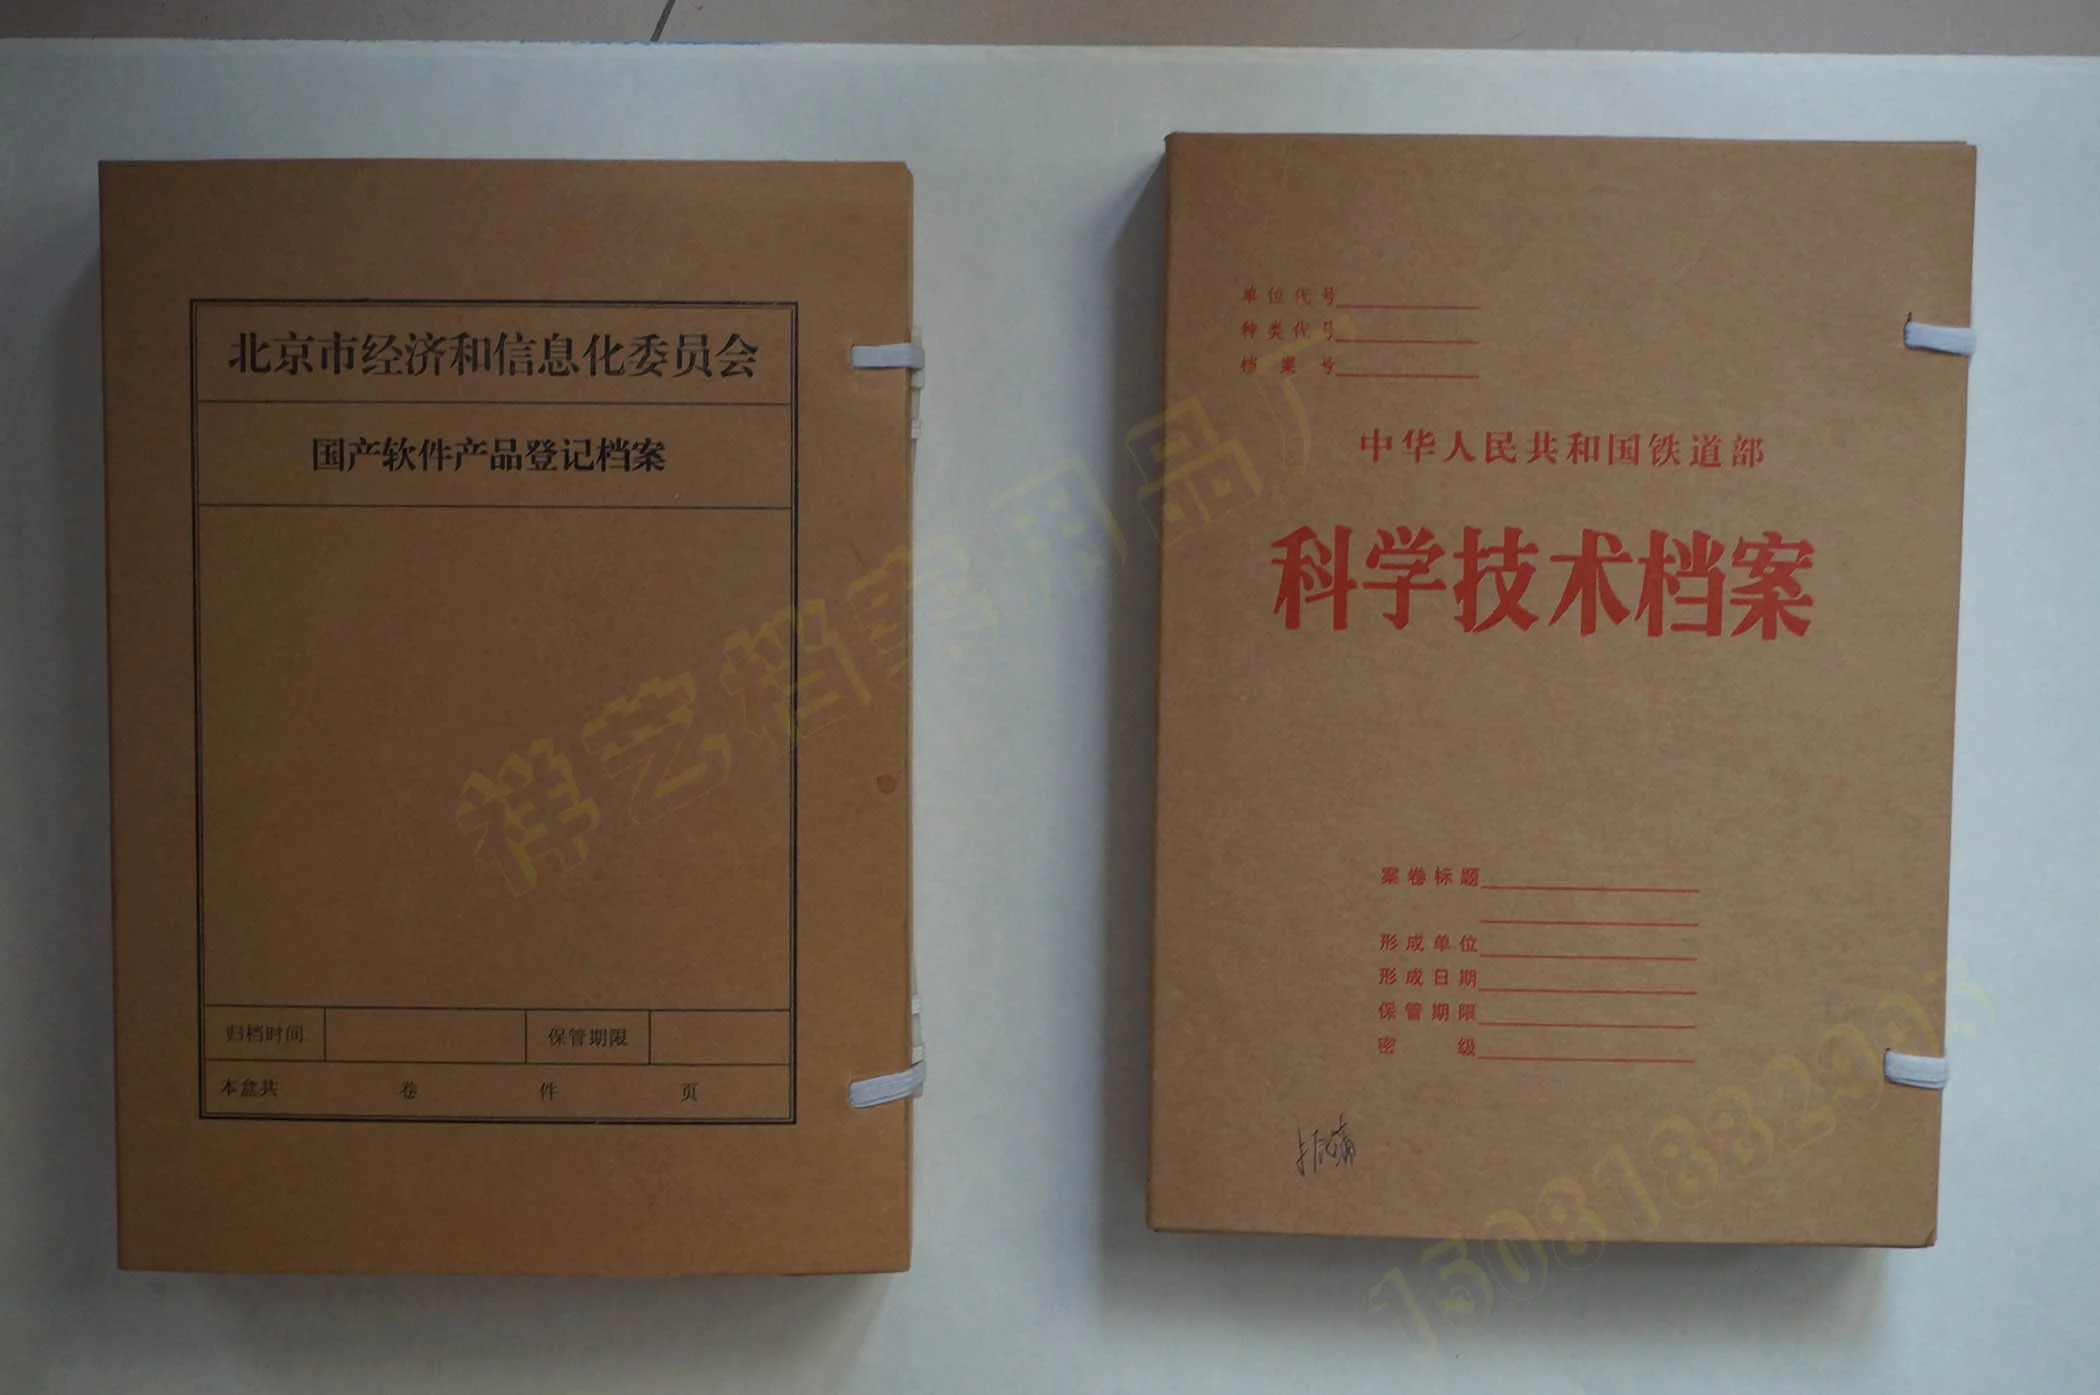 北京市经济和信息化委员会
国产软件产品登记档案
归档时间 保管期限
本盒共 卷 件 页
单位代号
种类代号
档案号
中华人民共和国铁道部
科学技术档案
案卷标题
形成单位
形成日期
保管期限
密级
祥艺档案用品厂